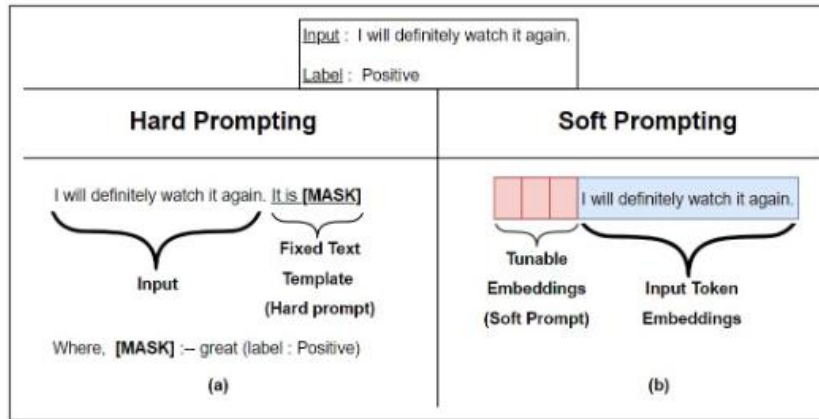 Input : I will definitely watch it again.
Label : Positive
Hard Prompting
Soft Prompting
I will definitely watch it again. It is [MASK]
Input
Fixed Text
Template
(Hard prompt)
Where, [MASK] :-- great (label : Positive)
(a)
I will definitely watch it again.
Tunable
Embeddings
(Soft Prompt)
Input Token
Embeddings
(b)